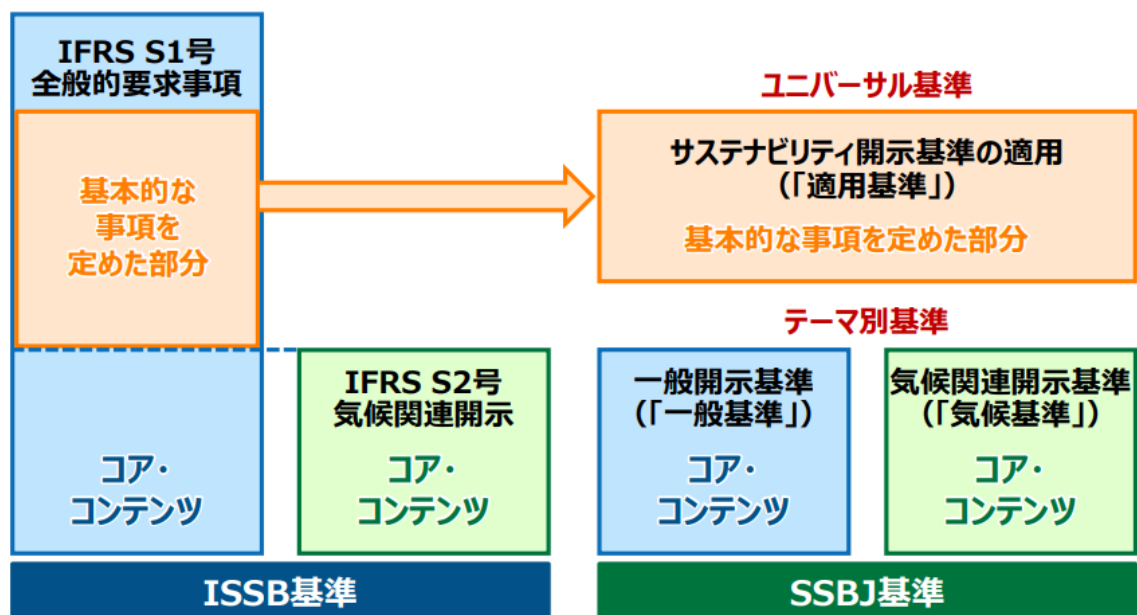 IFRS S1号
全般的要求事項
基本的な
事項を
定めた部分
コア・
コンテンツ
IFRS S2号
気候関連開示
コア・
コンテンツ
ISSB基準
ユニバーサル基準
サステナビリティ開示基準の適用
（「適用基準」）
基本的な事項を定めた部分
テーマ別基準
一般開示基準
（「一般基準」）
コア・
コンテンツ
気候関連開示基準
（「気候基準」）
コア・
コンテンツ
SSBJ基準